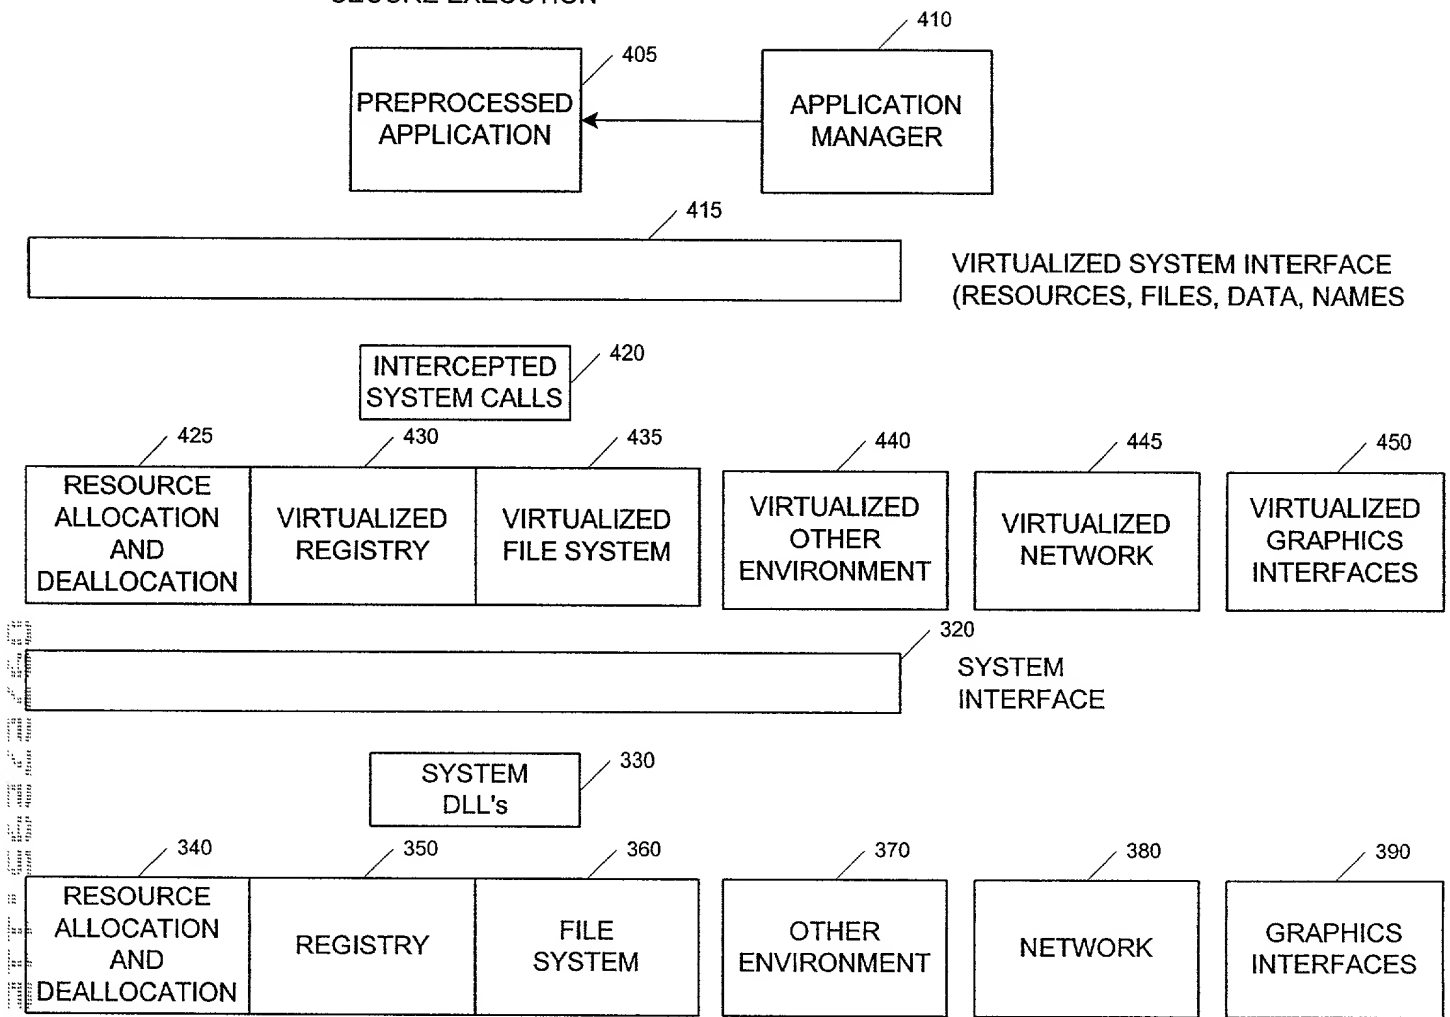 SECURE EXECUTION
410
405
PREPROCESSED
APPLICATION
APPLICATION
MANAGER
415
VIRTUALIZED SYSTEM INTERFACE
(RESOURCES, FILES, DATA, NAMES
INTERCEPTED
SYSTEM CALLS
420
425
430
435
440
445
450
RESOURCE
ALLOCATION
AND
DEALLOCATION
VIRTUALIZED
REGISTRY
VIRTUALIZED
FILE SYSTEM
VIRTUALIZED
OTHER
ENVIRONMENT
VIRTUALIZED
NETWORK
VIRTUALIZED
GRAPHICS
INTERFACES
320
SYSTEM
INTERFACE
SYSTEM
DLL's
330
340
350
360
370
380
390
RESOURCE
ALLOCATION
AND
DEALLOCATION
REGISTRY
FILE
SYSTEM
OTHER
ENVIRONMENT
NETWORK
GRAPHICS
INTERFACES